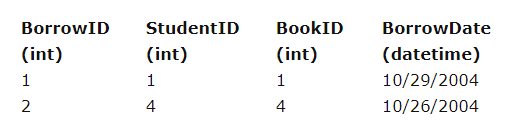 BorrowID StudentID BookID BorrowDate
(int) (int) (int) (datetime)
1 1 1 10/29/2004
2 4 4 10/26/2004